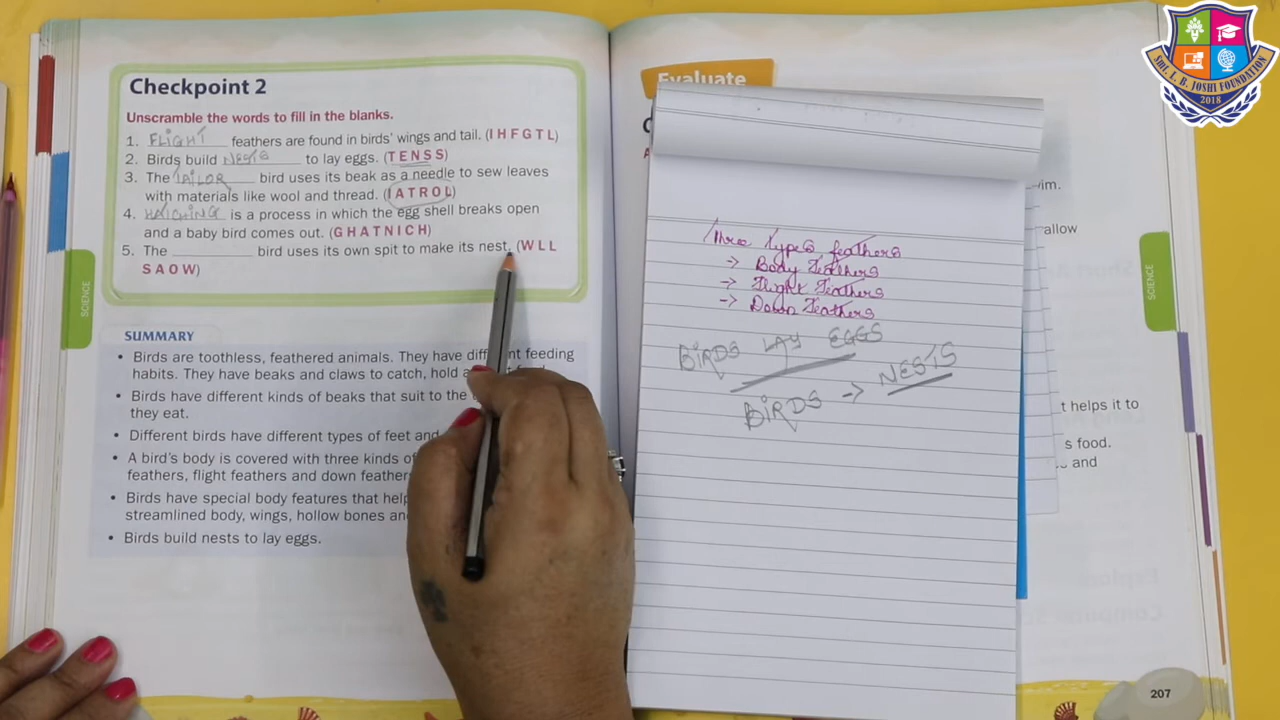 Checkpoint 2
Unscramble the words to fill in the blanks.
1. FLIGHT feathers are found in birds' wings and tail. (I H F G T L)
2. Birds build NESTS to lay eggs. (T E N S S)
3. The TAILOR bird uses its beak as a needle to sew leaves
with materials like wool and thread. (I A T R O L)
4. HATCHING is a process in which the egg shell breaks open
and a baby bird comes out. (G H A T N I C H)
5. The ____________ bird uses its own spit to make its nest. (W L L
S A O W)
SCIENCE
SUMMARY
• Birds are toothless, feathered animals. They have different feeding
habits. They have beaks and claws to catch, hold
• Birds have different kinds of beaks that suit to the
they eat.
• Different birds have different types of feet and
• A bird's body is covered with three kinds of
feathers, flight feathers and down feathers
• Birds have special body features that help
streamlined body, wings, hollow bones and
• Birds build nests to lay eggs.
Evaluate
Three types feathers
-> Body Feathers
-> Flight Feathers
-> Down Feathers
BIRDS LAY EGGS
BIRDS -> NESTS
allow
t helps it to
s food.
and
SCIENCE
207
SHL. L. B. JOSHI FOUNDATION
2018